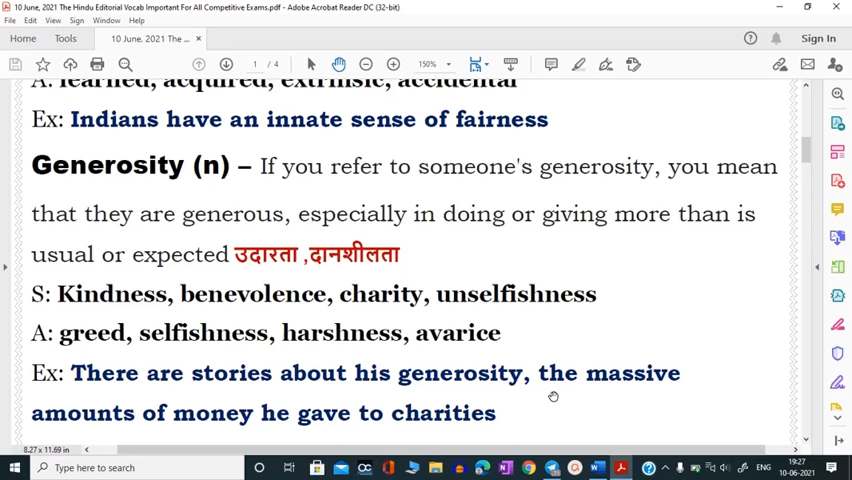 10 June, 2021 The Hindu Editorial Vocab Important For All Competitive Exams.pdf - Adobe Acrobat Reader DC (32-bit)
File Edit View Sign Window Help
Home Tools 10 June, 2021 The ... × Sign In
1 / 4 150%
A: learned, acquired, extrinsic, accidental
Ex: Indians have an innate sense of fairness
Generosity (n) – If you refer to someone's generosity, you mean
that they are generous, especially in doing or giving more than is
usual or expected उदारता ,दानशीलता
S: Kindness, benevolence, charity, unselfishness
A: greed, selfishness, harshness, avarice
Ex: There are stories about his generosity, the massive
amounts of money he gave to charities
8.27 x 11.69 in
Type here to search
ENG
19:27
10-06-2021